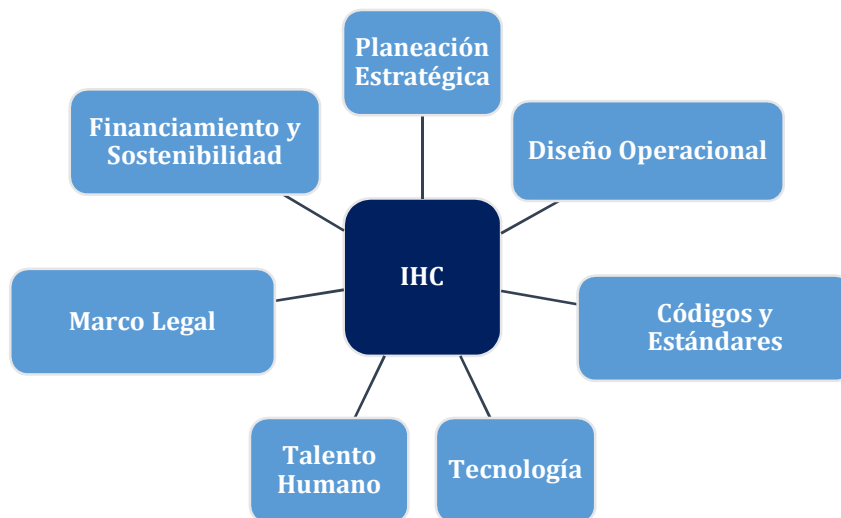 Planeación
Estratégica
Financiamiento y
Sostenibilidad
Diseño Operacional
IHC
Marco Legal
Códigos y
Estándares
Talento
Humano
Tecnología